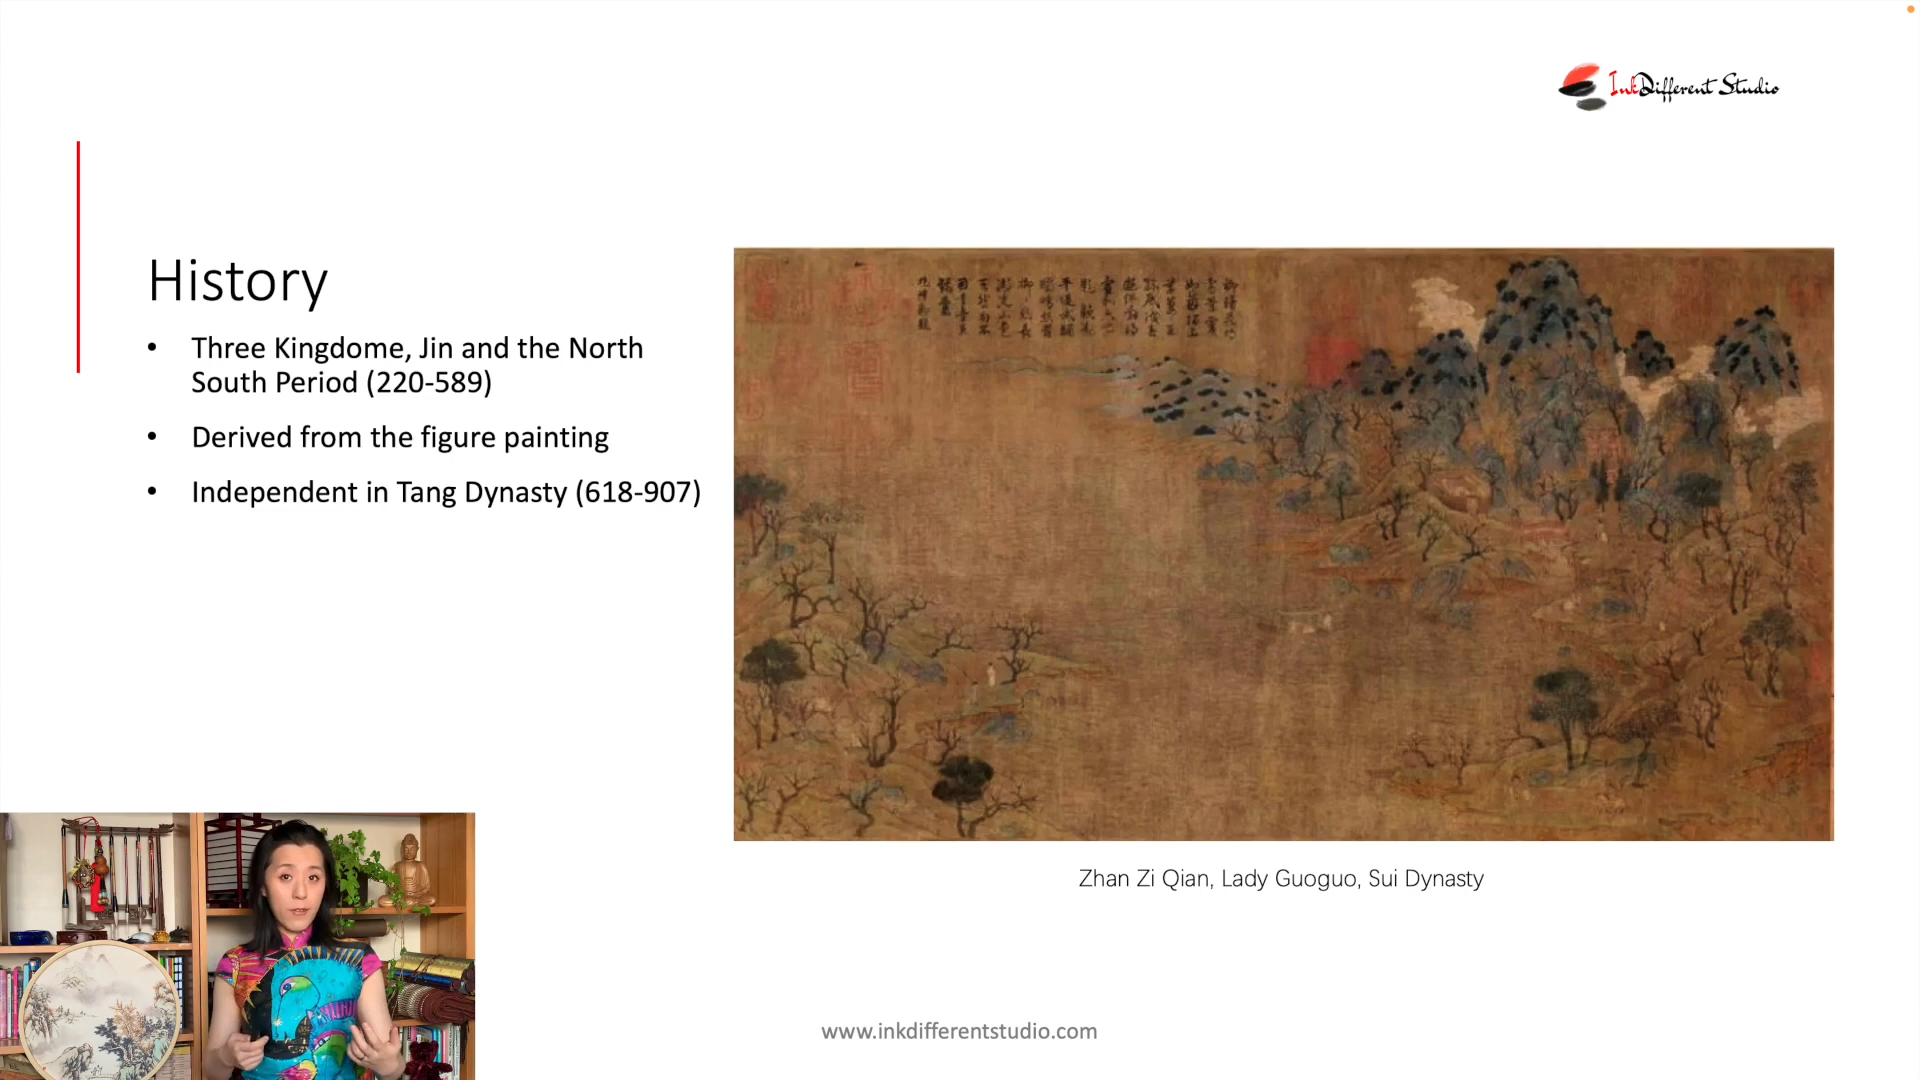 InkDifferent Studio
History
• Three Kingdome, Jin and the North
South Period (220-589)
• Derived from the figure painting
• Independent in Tang Dynasty (618-907)
Zhan Zi Qian, Lady Guoguo, Sui Dynasty
www.inkdifferentstudio.com